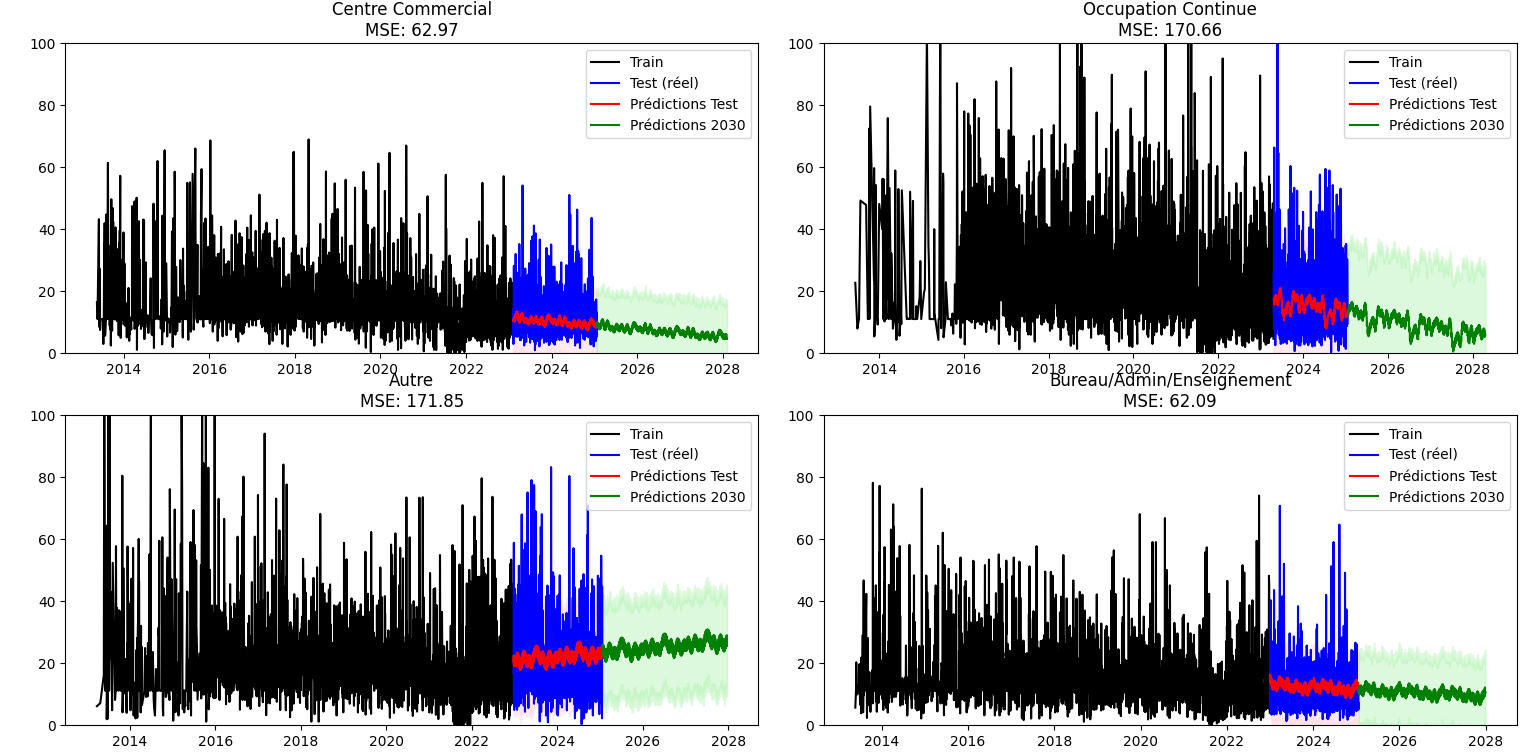 Centre Commercial
MSE: 62.97
100
80
60
40
20
0
2014 2016 2018 2020 2022 2024 2026 2028
Train
Test (réel)
Prédictions Test
Prédictions 2030
Occupation Continue
MSE: 170.66
100
80
60
40
20
0
2014 2016 2018 2020 2022 2024 2026 2028
Train
Test (réel)
Prédictions Test
Prédictions 2030
Autre
MSE: 171.85
100
80
60
40
20
0
2014 2016 2018 2020 2022 2024 2026 2028
Train
Test (réel)
Prédictions Test
Prédictions 2030
Bureau/Admin/Enseignement
MSE: 62.09
100
80
60
40
20
0
2014 2016 2018 2020 2022 2024 2026 2028
Train
Test (réel)
Prédictions Test
Prédictions 2030